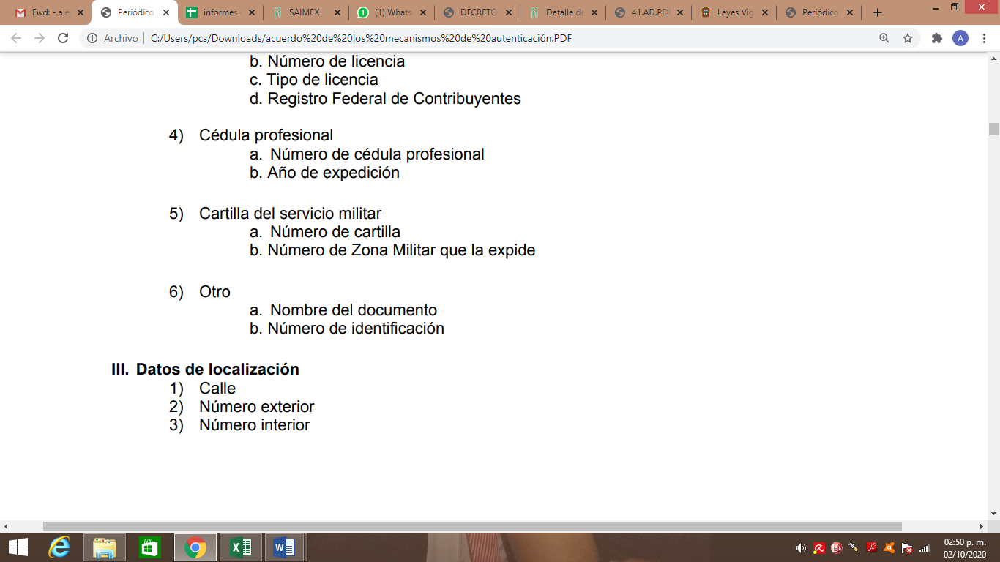 Fwd: - ale
Periódico
informes
SAIMEX
(1) Whats
DECRETO
Detalle de
41.AD.PD
Leyes Vig
Periódico
Archivo
C:/Users/pcs/Downloads/acuerdo%20de%20los%20mecanismos%20de%20autenticación.PDF
A
b. Número de licencia
c. Tipo de licencia
d. Registro Federal de Contribuyentes
4) Cédula profesional
a. Número de cédula profesional
b. Año de expedición
5) Cartilla del servicio militar
a. Número de cartilla
b. Número de Zona Militar que la expide
6) Otro
a. Nombre del documento
b. Número de identificación
III. Datos de localización
1) Calle
2) Número exterior
3) Número interior
02:50 p. m.
02/10/2020